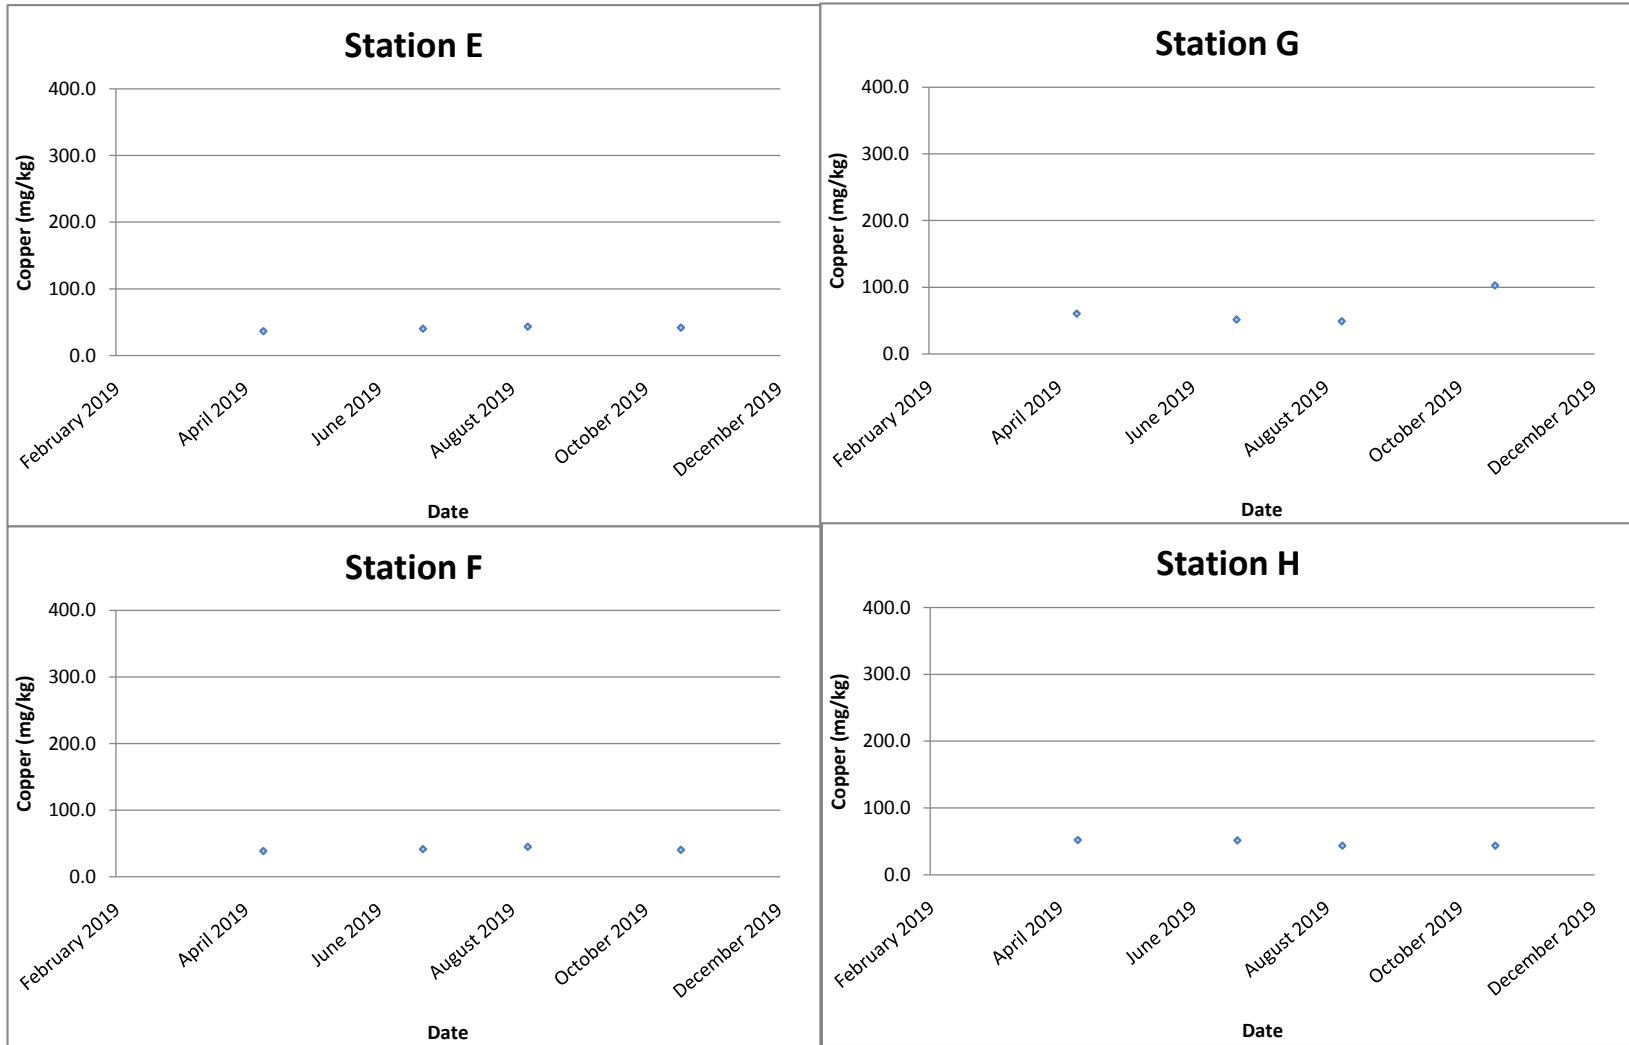 Station E
400.0
300.0
200.0
100.0
0.0
Copper (mg/kg)
February 2019
April 2019
June 2019
August 2019
October 2019
December 2019
Date
Station G
400.0
300.0
200.0
100.0
0.0
Copper (mg/kg)
February 2019
April 2019
June 2019
August 2019
October 2019
December 2019
Date
Station F
400.0
300.0
200.0
100.0
0.0
Copper (mg/kg)
February 2019
April 2019
June 2019
August 2019
October 2019
December 2019
Date
Station H
400.0
300.0
200.0
100.0
0.0
Copper (mg/kg)
February 2019
April 2019
June 2019
August 2019
October 2019
December 2019
Date